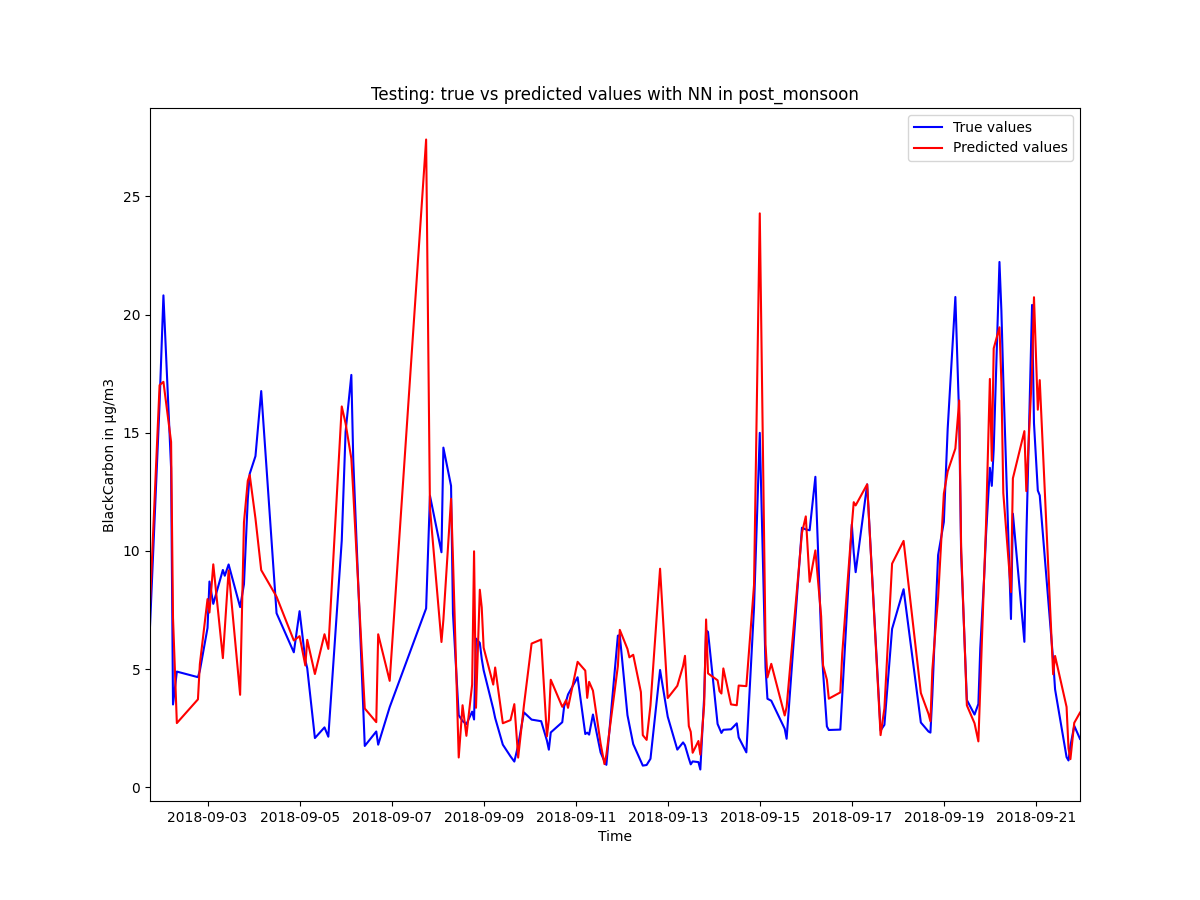 Testing: true vs predicted values with NN in post_monsoon
True values
Predicted values
BlackCarbon in µg/m3
25
20
15
10
5
0
2018-09-03 2018-09-05 2018-09-07 2018-09-09 2018-09-11 2018-09-13 2018-09-15 2018-09-17 2018-09-19 2018-09-21
Time